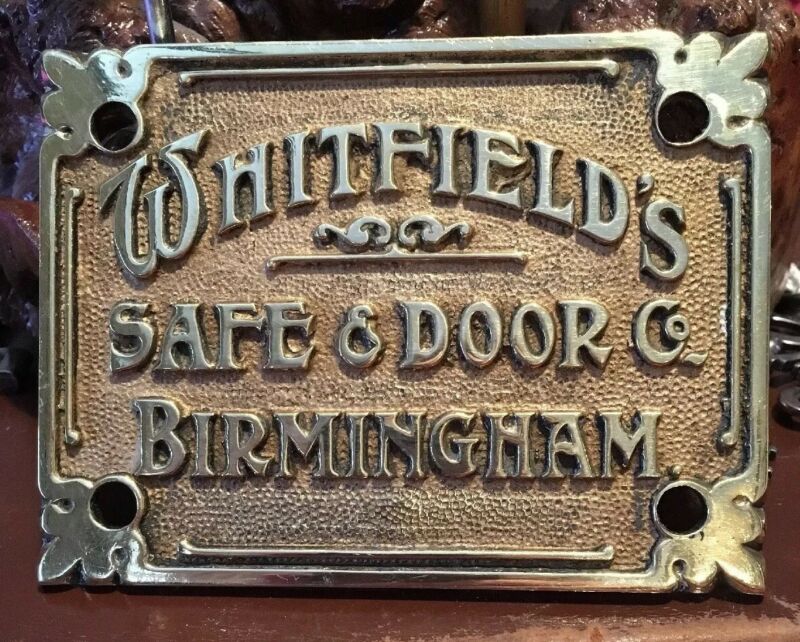 WHITFIELD'S
SAFE & DOOR Co.
BIRMINGHAM